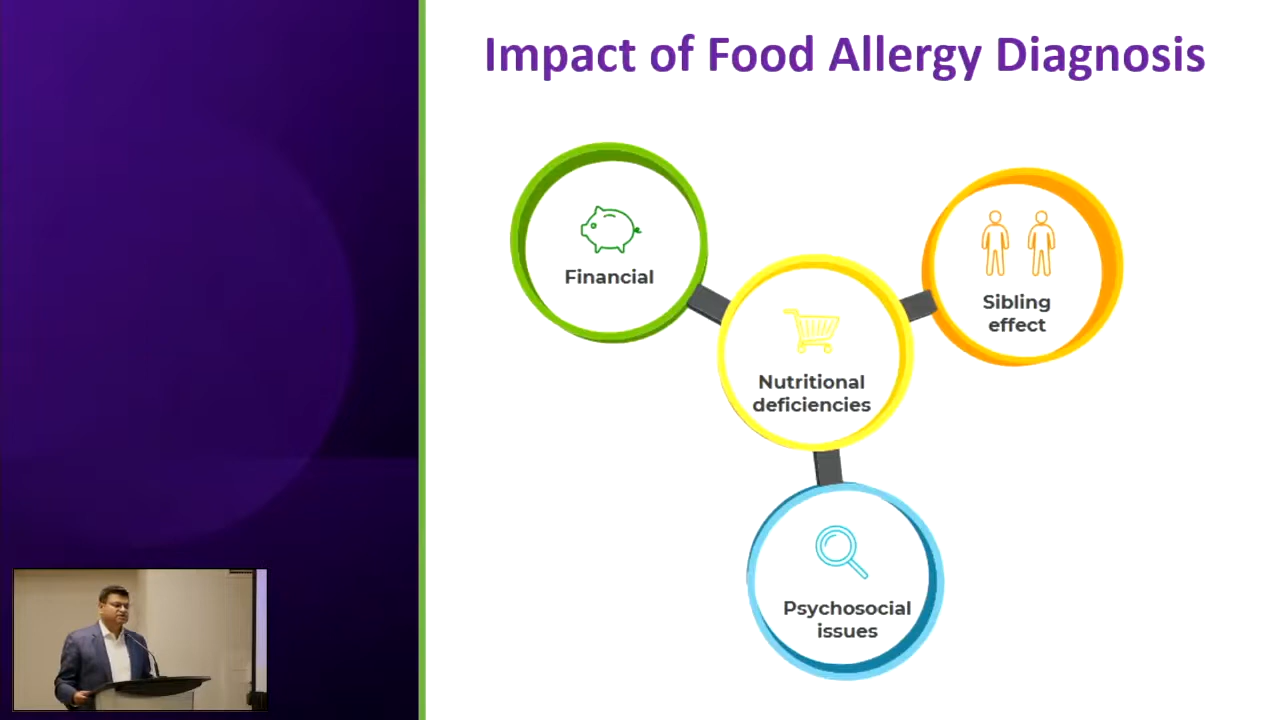 Impact of Food Allergy Diagnosis
Financial
Sibling
effect
Nutritional
deficiencies
Psychosocial
issues